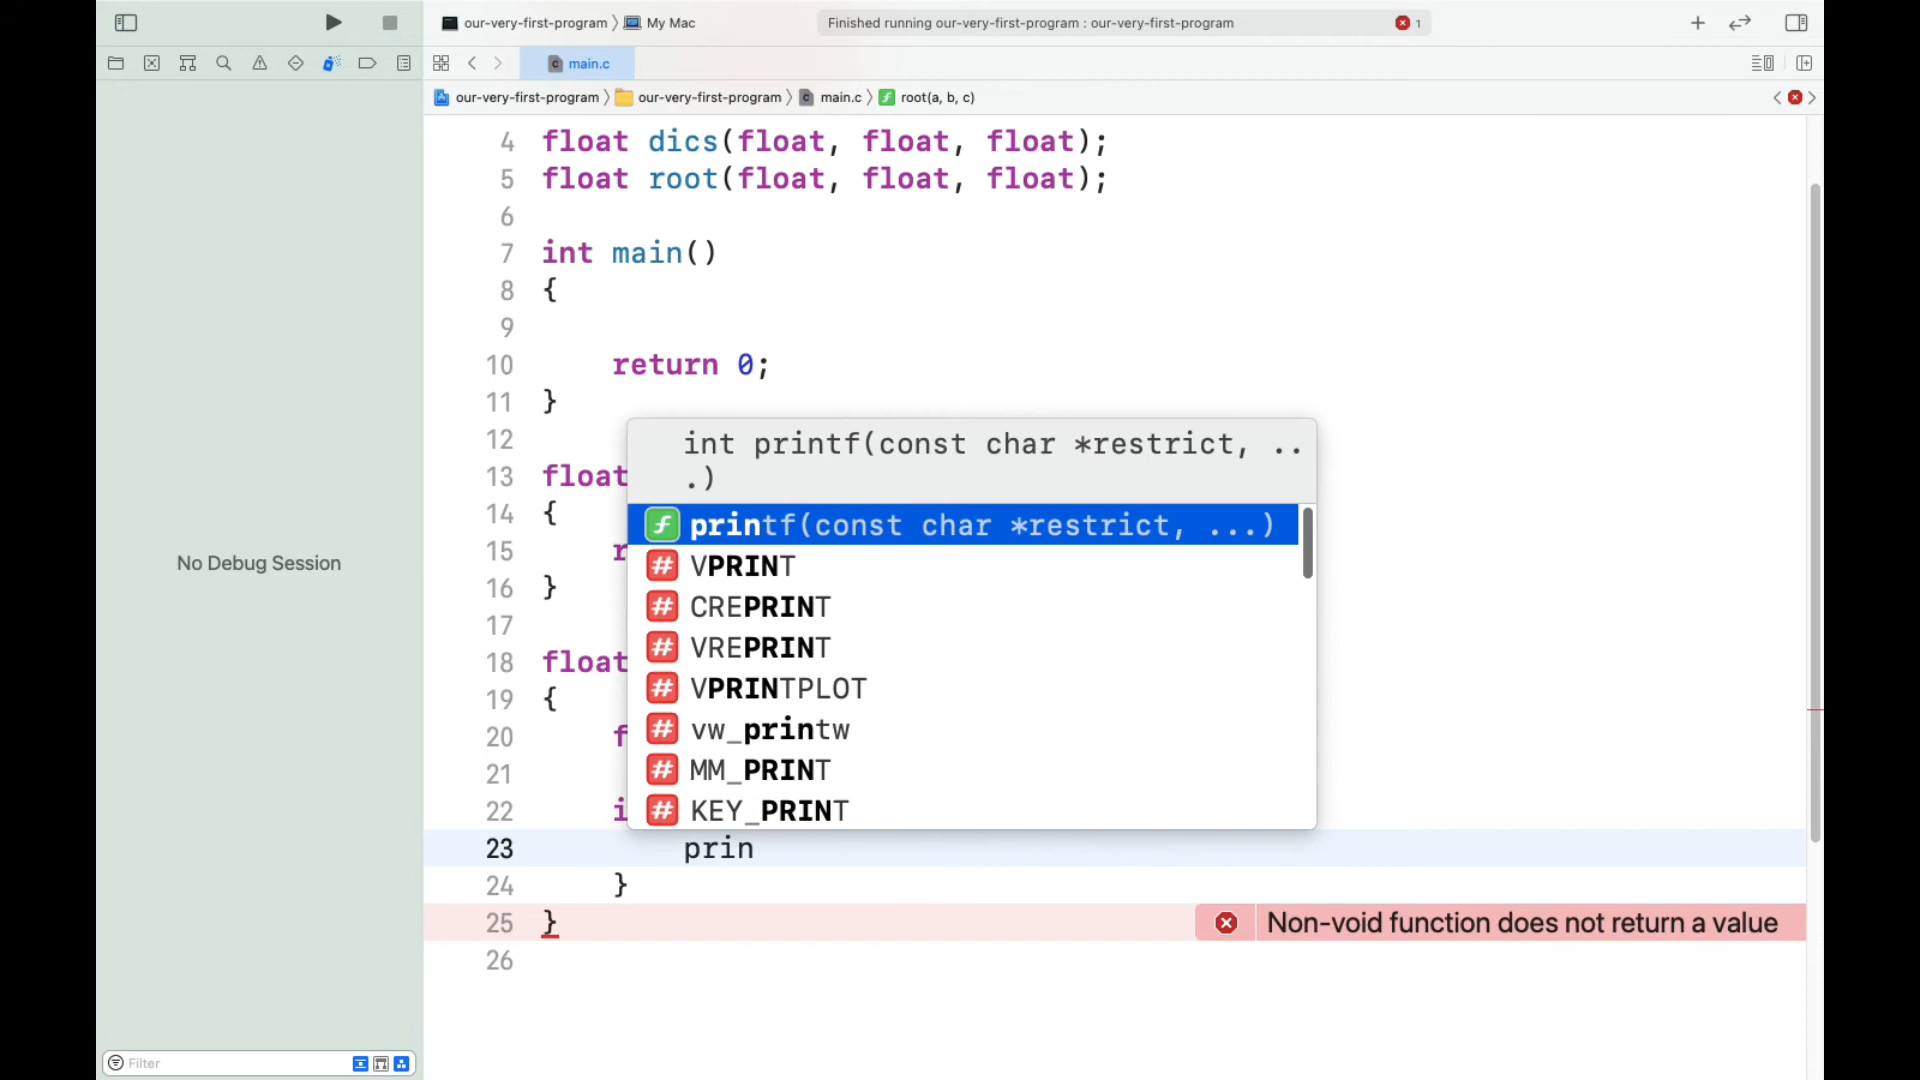 our-very-first-program 〉 My Mac
Finished running our-very-first-program : our-very-first-program
1
main.c
our-very-first-program 〉 our-very-first-program 〉 main.c 〉 root(a, b, c)
4 float dics(float, float, float);
5 float root(float, float, float);
6
7 int main()
8 {
9
10 return 0;
11 }
12
int printf(const char *restrict, ..
.)
13 float
14 {
printf(const char *restrict, ...)
15 r
VPRINT
16 }
CREPRINT
17
VREPRINT
18 float
VPRINTPLOT
19 {
vw_printw
20 f
MM_PRINT
21
22 i
KEY_PRINT
23 prin
24 }
25 }
Non-void function does not return a value
26
No Debug Session
Filter